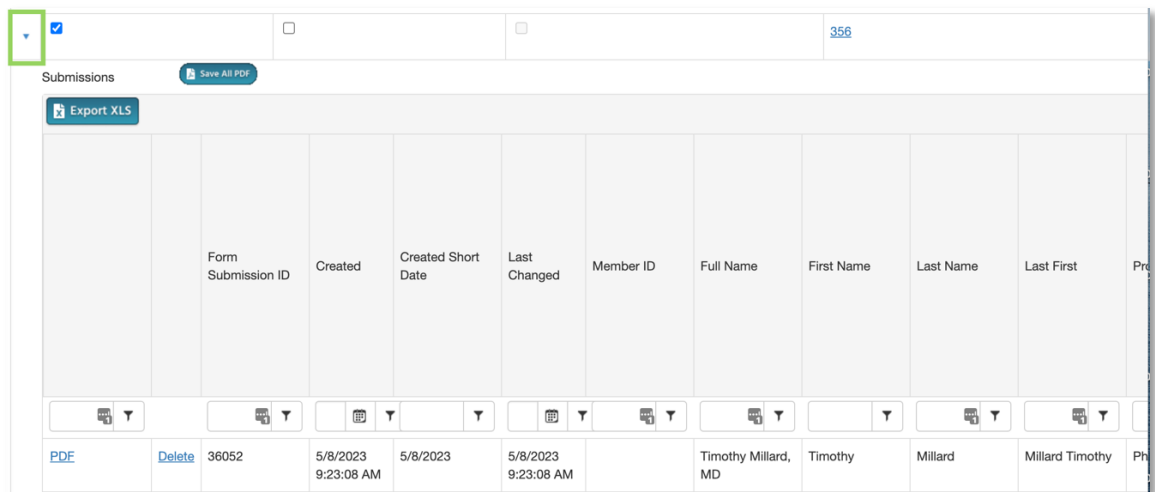 356
Submissions
Save All PDF
Export XLS
Form
Submission ID
Created
Created Short
Date
Last
Changed
Member ID
Full Name
First Name
Last Name
Last First
PDF
Delete
36052
5/8/2023
9:23:08 AM
5/8/2023
5/8/2023
9:23:08 AM
Timothy Millard,
MD
Timothy
Millard
Millard Timothy